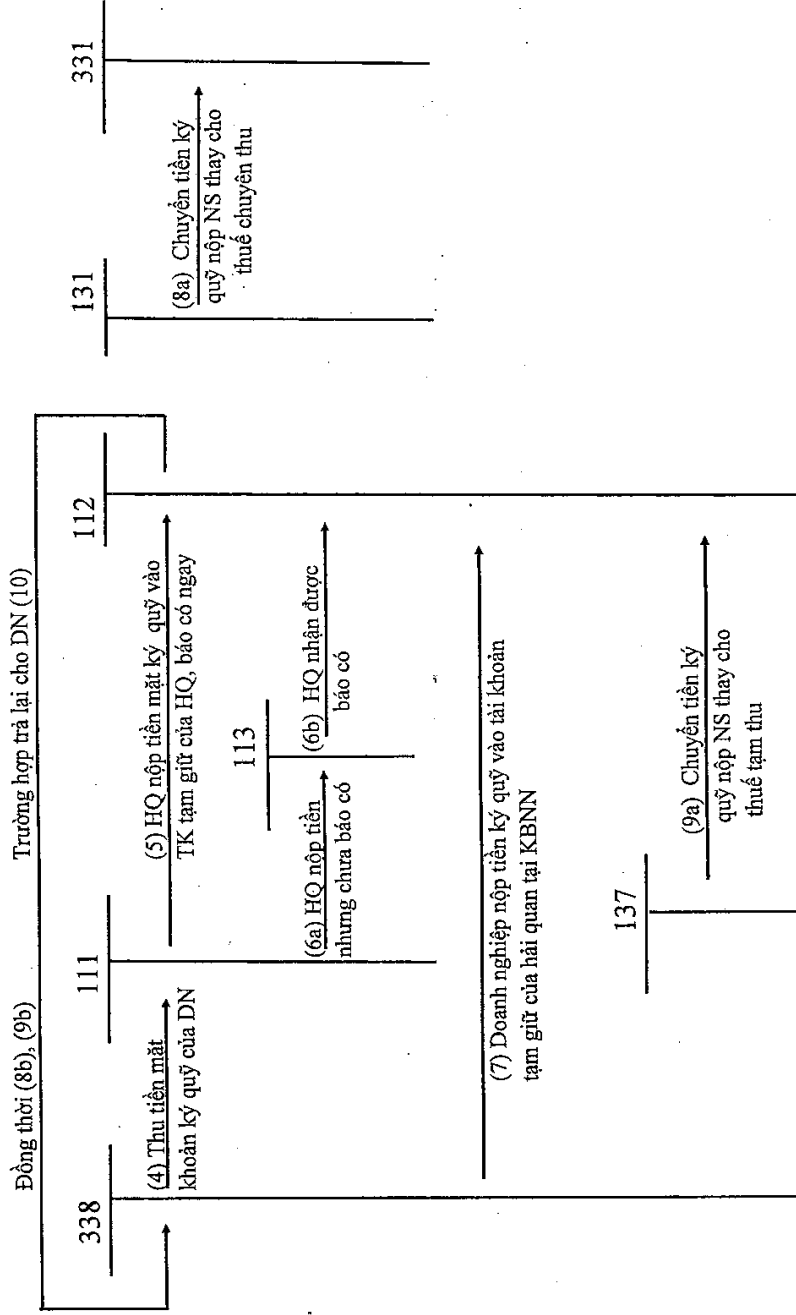 Đồng thời (8b), (9b)
Trường hợp trả lại cho DN (10)
338
111
112
131
331
(4) Thu tiền mặt
khoản ký quỹ của DN
(5) HQ nộp tiền mặt ký quỹ vào
TK tạm giữ của HQ, báo có ngay
(8a) Chuyển tiền ký
quỹ nộp NS thay cho
thuế chuyên thu
113
(6a) HQ nộp tiền
nhưng chưa báo có
(6b) HQ nhận được
báo có
(7) Doanh nghiệp nộp tiền ký quỹ vào tài khoản
tạm giữ của hải quan tại KBNN
137
(9a) Chuyển tiền ký
quỹ nộp NS thay cho
thuế tạm thu